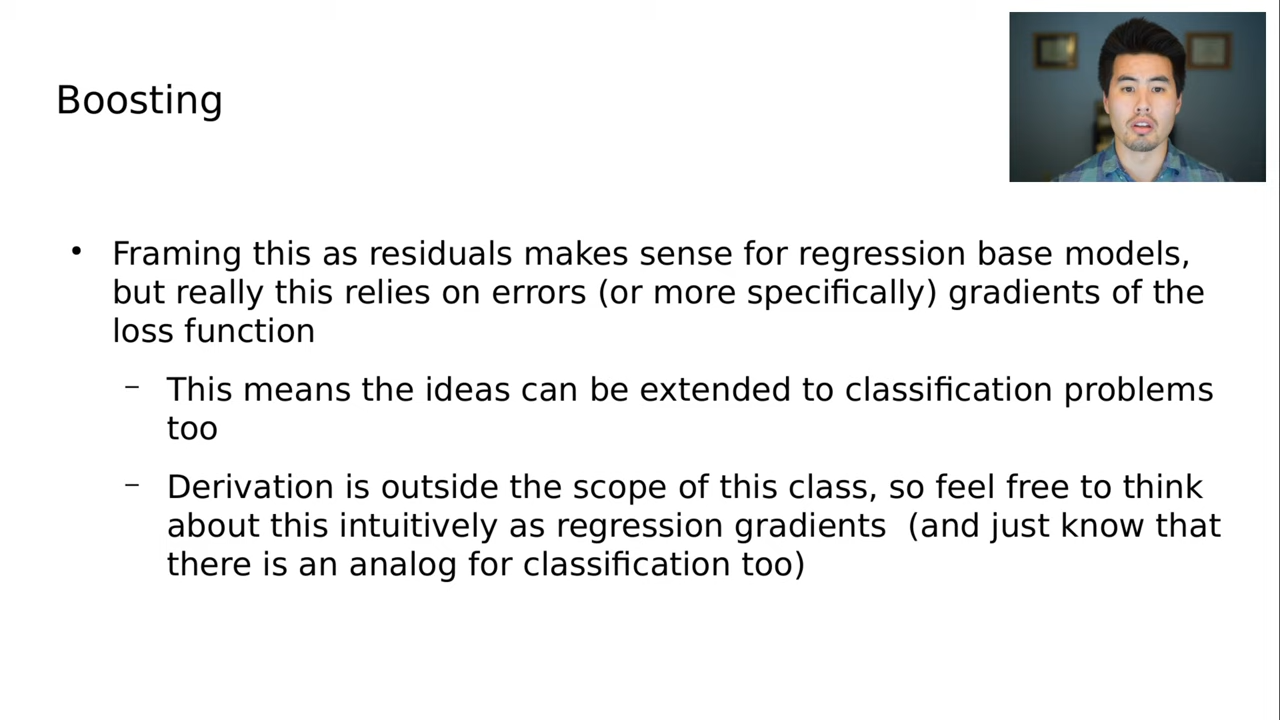 Boosting
• Framing this as residuals makes sense for regression base models,
but really this relies on errors (or more specifically) gradients of the
loss function
– This means the ideas can be extended to classification problems
too
– Derivation is outside the scope of this class, so feel free to think
about this intuitively as regression gradients  (and just know that
there is an analog for classification too)